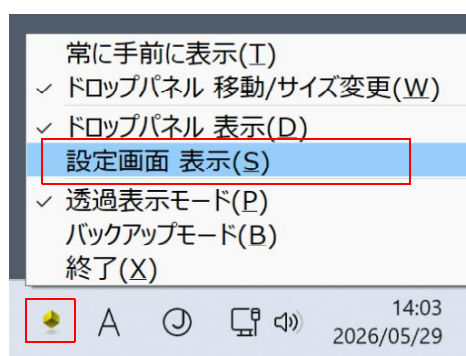 常に手前に表示(T)
✓ ドロップパネル 移動/サイズ変更(W)
✓ ドロップパネル 表示(D)
設定画面 表示(S)
✓ 透過表示モード(P)
バックアップモード(B)
終了(X)
A
14:03
2026/05/29